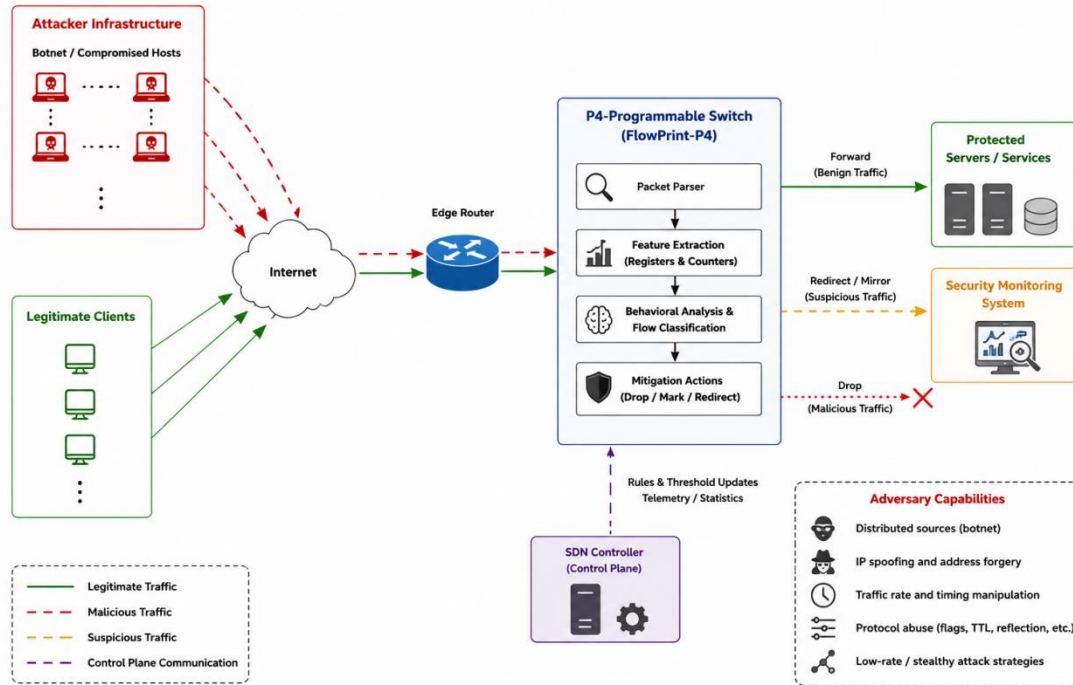 Attacker Infrastructure
Botnet / Compromised Hosts
Legitimate Clients
Internet
Edge Router
P4-Programmable Switch
(FlowPrint-P4)
Packet Parser
Feature Extraction
(Registers & Counters)
Behavioral Analysis &
Flow Classification
Mitigation Actions
(Drop / Mark / Redirect)
Forward
(Benign Traffic)
Protected
Servers / Services
Redirect / Mirror
(Suspicious Traffic)
Security Monitoring
System
Drop
(Malicious Traffic)
Rules & Threshold Updates
Telemetry / Statistics
SDN Controller
(Control Plane)
Legitimate Traffic
Malicious Traffic
Suspicious Traffic
Control Plane Communication
Adversary Capabilities
Distributed sources (botnet)
IP spoofing and address forgery
Traffic rate and timing manipulation
Protocol abuse (flags, TTL, reflection, etc.)
Low-rate / stealthy attack strategies